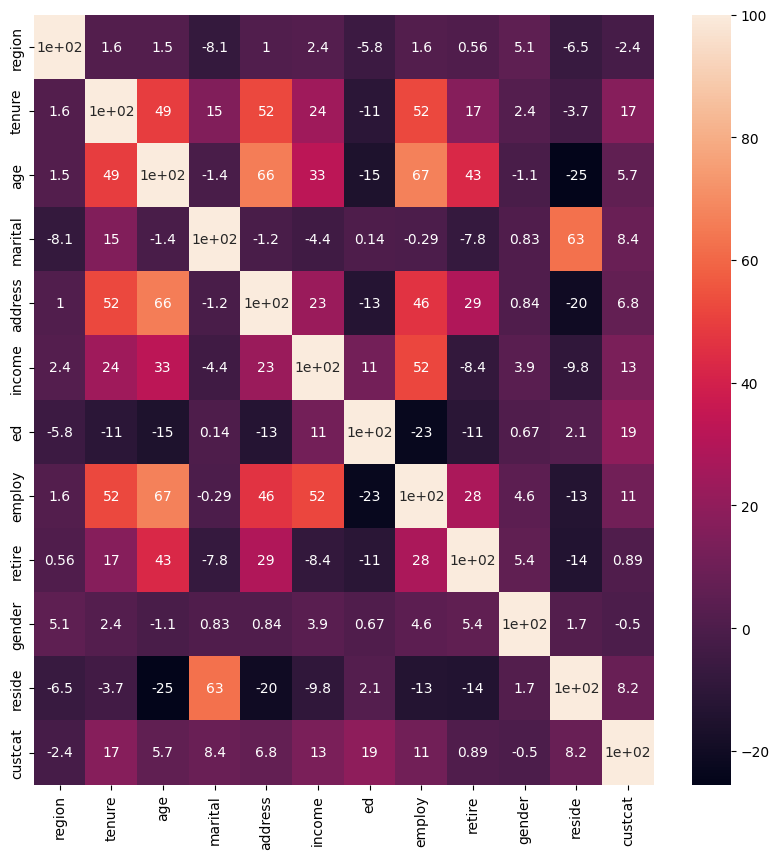 region 1e+02 1.6 1.5 -8.1 1 2.4 -5.8 1.6 0.56 5.1 -6.5 -2.4
tenure 1.6 1e+02 49 15 52 24 -11 52 17 2.4 -3.7 17
age 1.5 49 1e+02 -1.4 66 33 -15 67 43 -1.1 -25 5.7
marital -8.1 15 -1.4 1e+02 -1.2 -4.4 0.14 -0.29 -7.8 0.83 63 8.4
address 1 52 66 -1.2 1e+02 23 -13 46 29 0.84 -20 6.8
income 2.4 24 33 -4.4 23 1e+02 11 52 -8.4 3.9 -9.8 13
ed -5.8 -11 -15 0.14 -13 11 1e+02 -23 -11 0.67 2.1 19
employ 1.6 52 67 -0.29 46 52 -23 1e+02 28 4.6 -13 11
retire 0.56 17 43 -7.8 29 -8.4 -11 28 1e+02 5.4 -14 0.89
gender 5.1 2.4 -1.1 0.83 0.84 3.9 0.67 4.6 5.4 1e+02 1.7 -0.5
reside -6.5 -3.7 -25 63 -20 -9.8 2.1 -13 -14 1.7 1e+02 8.2
custcat -2.4 17 5.7 8.4 6.8 13 19 11 0.89 -0.5 8.2 1e+02
region tenure age marital address income ed employ retire gender reside custcat
100
80
60
40
20
0
−20